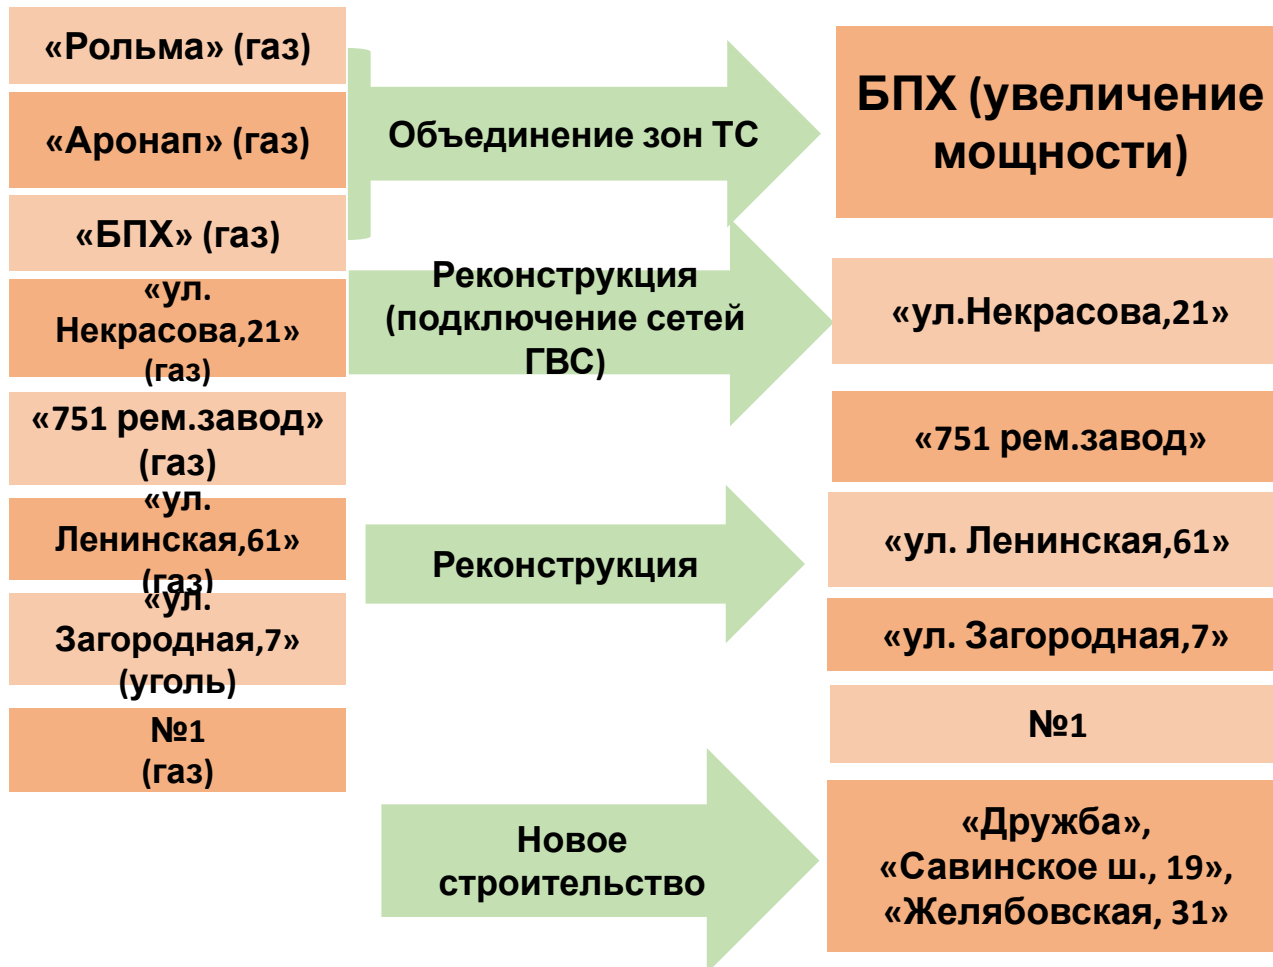 «Рольма» (газ)
«Аронап» (газ)
«БПХ» (газ)
«ул.
Некрасова,21»
(газ)
«751 рем.завод»
(газ)
«ул.
Ленинская,61»
(газ)
«ул.
Загородная,7»
(уголь)
№1
(газ)
Объединение зон ТС
Реконструкция
(подключение сетей
ГВС)
Реконструкция
Новое
строительство
БПХ (увеличение
мощности)
«ул.Некрасова,21»
«751 рем.завод»
«ул. Ленинская,61»
«ул. Загородная,7»
№1
«Дружба»,
«Савинское ш., 19»,
«Желябовская, 31»